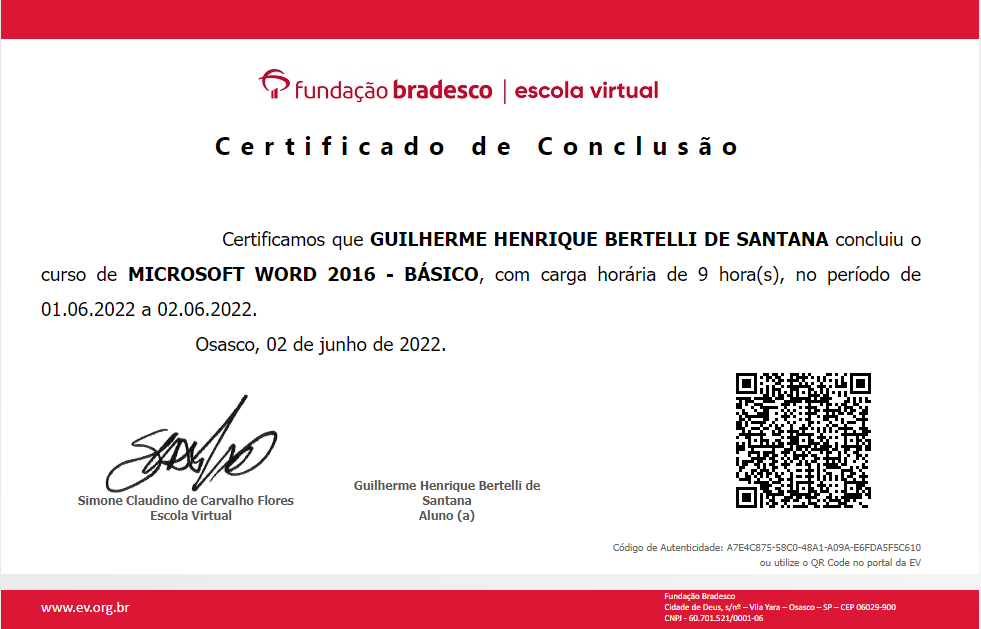 fundação bradesco | escola virtual
Certificado de Conclusão
Certificamos que GUILHERME HENRIQUE BERTELLI DE SANTANA concluiu o
curso de MICROSOFT WORD 2016 - BÁSICO, com carga horária de 9 hora(s), no período de
01.06.2022 a 02.06.2022.
Osasco, 02 de junho de 2022.
Simone Claudino de Carvalho Flores
Escola Virtual
Guilherme Henrique Bertelli de
Santana
Aluno (a)
Código de Autenticidade: A7E4C875-58C0-48A1-A09A-E6FDA5F5C610
ou utilize o QR Code no portal da EV
www.ev.org.br
Fundação Bradesco
Cidade de Deus, s/nº – Vila Yara – Osasco – SP – CEP 06029-900
CNPJ - 60.701.521/0001-06